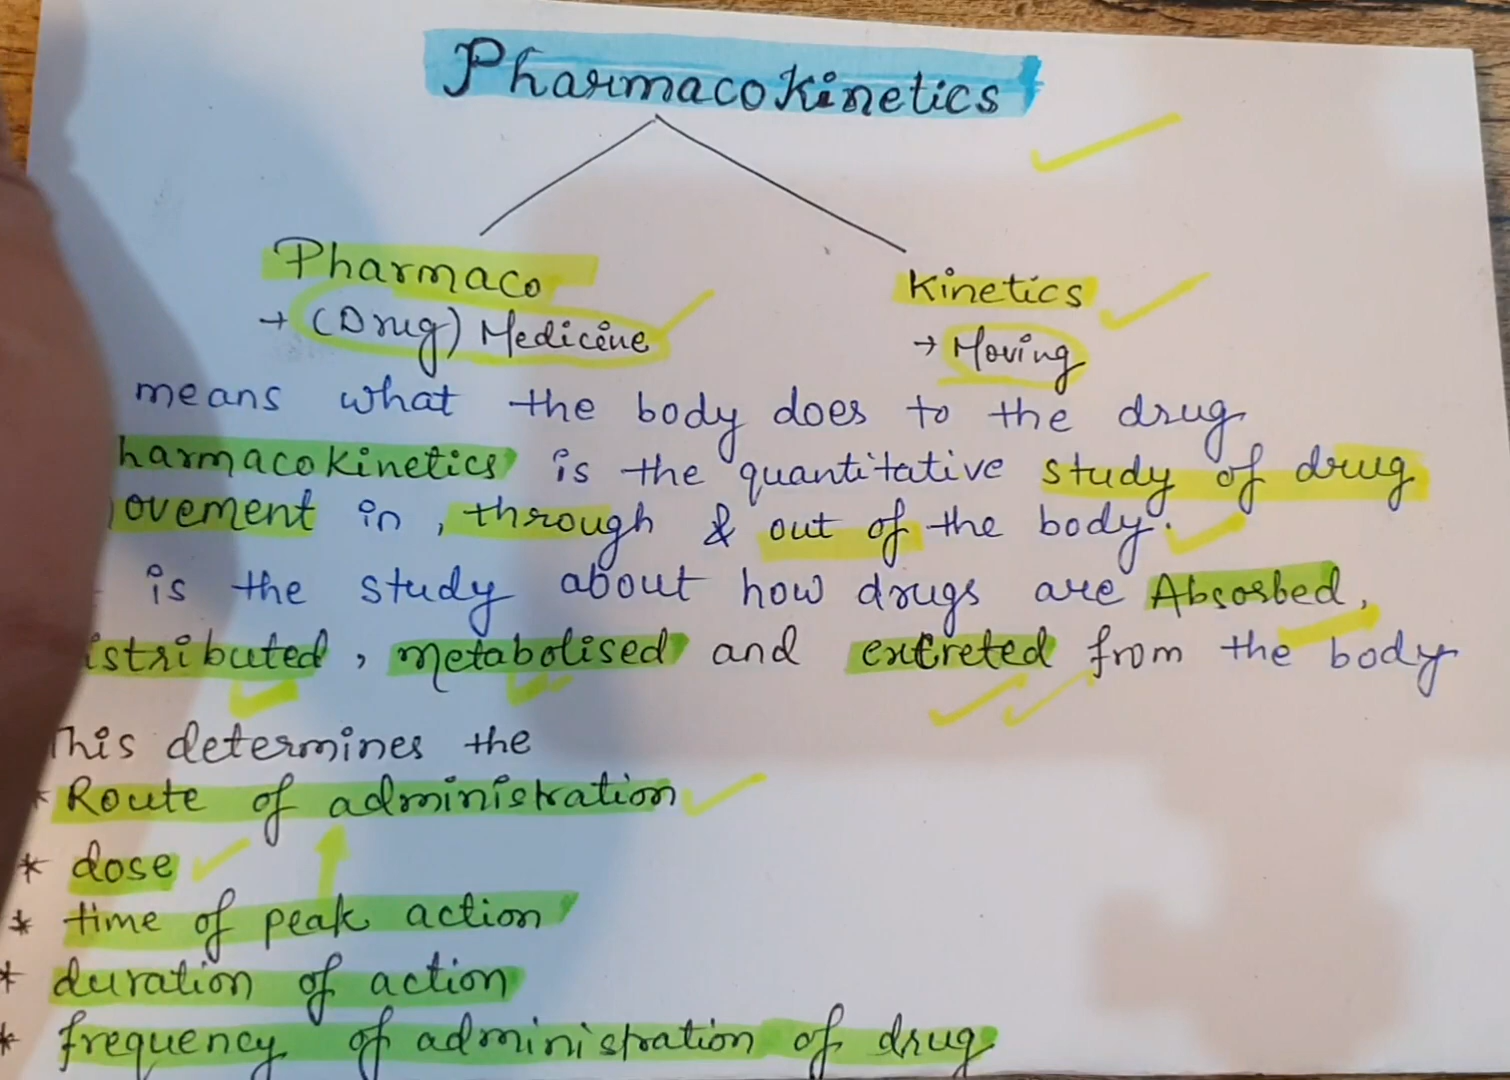 Pharmacokinetics
Pharmaco
Kinetics
→ (Drug) Medicine
→ Moving
means what the body does to the drug
harmacokinetics is the quantitative study of drug
ovement in , through & out of the body.
is the study about how drugs are Absorbed,
istributed , metabolised and excreted from the body
This determines the
* Route of administration
* dose
* time of peak action
* duration of action
* frequency of administration of drug